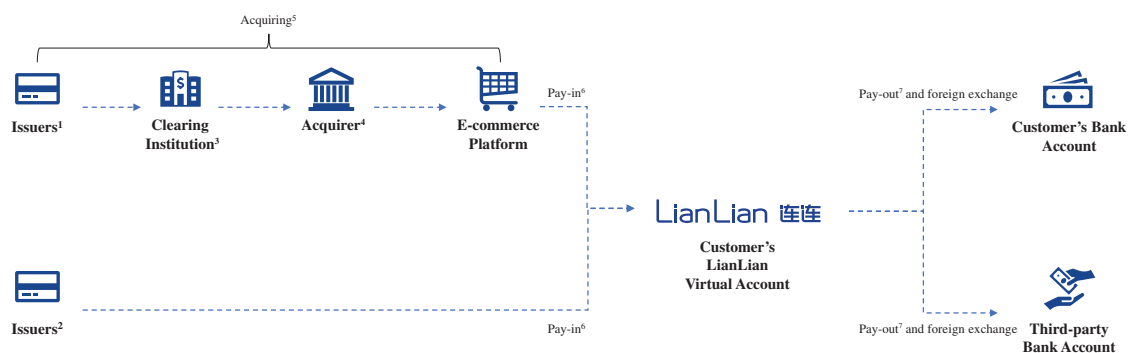 Acquiring⁵
Issuers¹
Clearing
Institution³
Acquirer⁴
E-commerce
Platform
Pay-in⁶
Pay-out⁷ and foreign exchange
$
Customer's Bank
Account
LianLian 连连
Customer's
LianLian
Virtual Account
Issuers²
Pay-in⁶
Pay-out⁷ and foreign exchange
Third-party
Bank Account